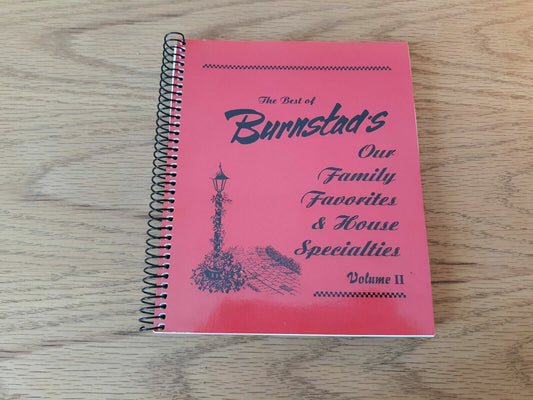 The Best of
Burnstad's
Our
Family
Favorites
& House
Specialties
Volume II